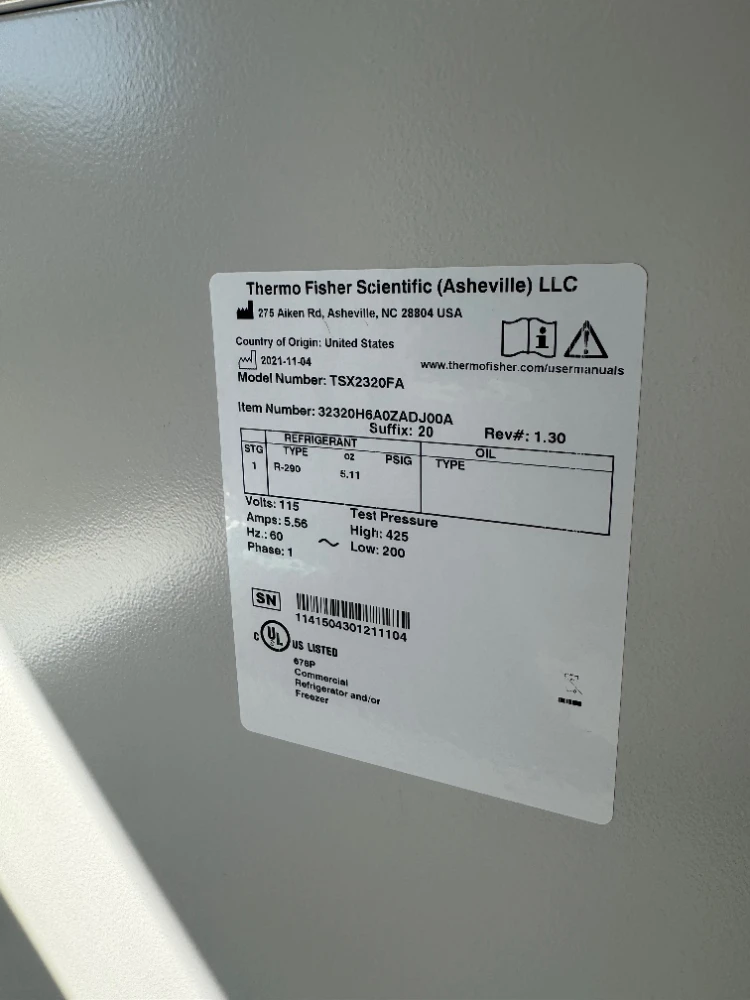 Thermo Fisher Scientific (Asheville) LLC
275 Aiken Rd, Asheville, NC 28804 USA
Country of Origin: United States
2021-11-04
www.thermofisher.com/usermanuals
Model Number: TSX2320FA
Item Number: 32320H6A0ZADJ00A
Suffix: 20 Rev#: 1.30
REFRIGERANT OIL
STG TYPE oz PSIG TYPE
1 R-290 5.11
Volts: 115
Amps: 5.56
Hz.: 60
Phase: 1
~
Test Pressure
High: 425
Low: 200
SN
1141504301211104
C UL US LISTED
676P
Commercial
Refrigerator and/or
Freezer